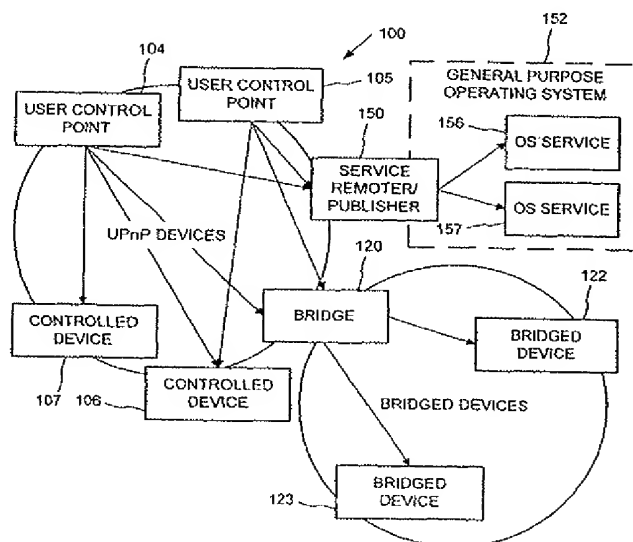 152
104
100
USER CONTROL
POINT
105
GENERAL PURPOSE
OPERATING SYSTEM
USER CONTROL
POINT
150
156
OS SERVICE
SERVICE
REMOTER/
PUBLISHER
OS SERVICE
157
UPnP DEVICES
120
122
BRIDGE
BRIDGED
DEVICE
CONTROLLED
DEVICE
107
106
CONTROLLED
DEVICE
BRIDGED DEVICES
BRIDGED
DEVICE
123